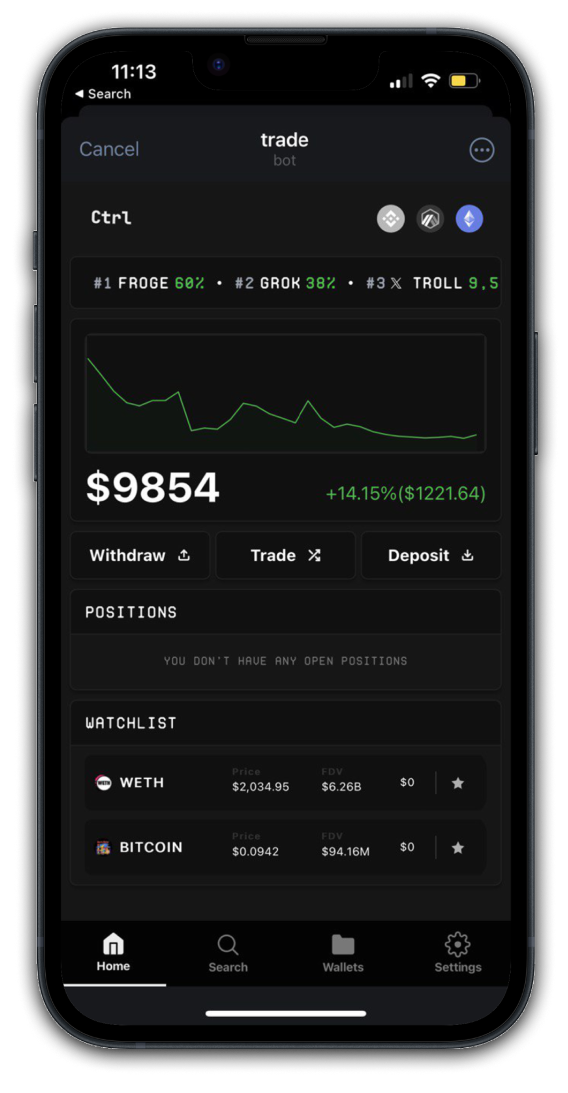 11:13
◀ Search
Cancel
trade
bot
Ctrl
#1 FROGE 60% • #2 GROK 38% • #3 𝕏 TROLL 9,5
$9854
+14.15%($1221.64)
Withdraw
Trade
Deposit
POSITIONS
YOU DON'T HAVE ANY OPEN POSITIONS
WATCHLIST
WETH
WETH
Price
$2,034.95
FDV
$6.26B
$0
BITCOIN
Price
$0.0942
FDV
$94.16M
$0
Home
Search
Wallets
Settings